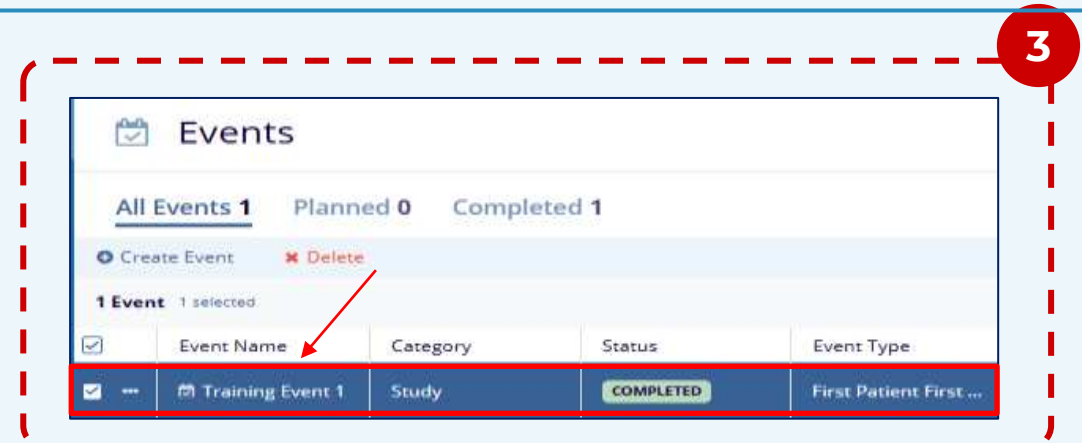 3
Events
All Events 1 Planned 0 Completed 1
Create Event Delete
1 Event 1 selected
Event Name Category Status Event Type
Training Event 1 Study COMPLETED First Patient First ...